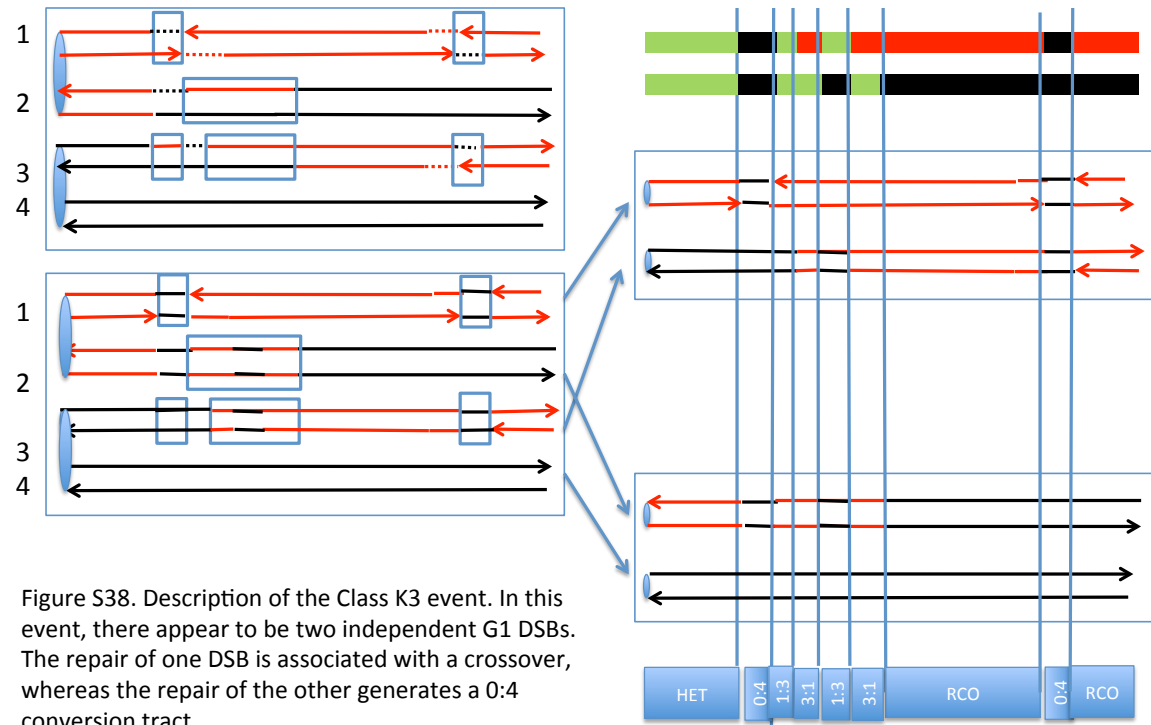 1
2
3
4
1
2
3
4
Figure S38. Description of the Class K3 event. In this
event, there appear to be two independent G1 DSBs.
The repair of one DSB is associated with a crossover,
whereas the repair of the other generates a 0:4
conversion tract
HET
0:4
1:3
3:1
1:3
3:1
RCO
0:4
RCO